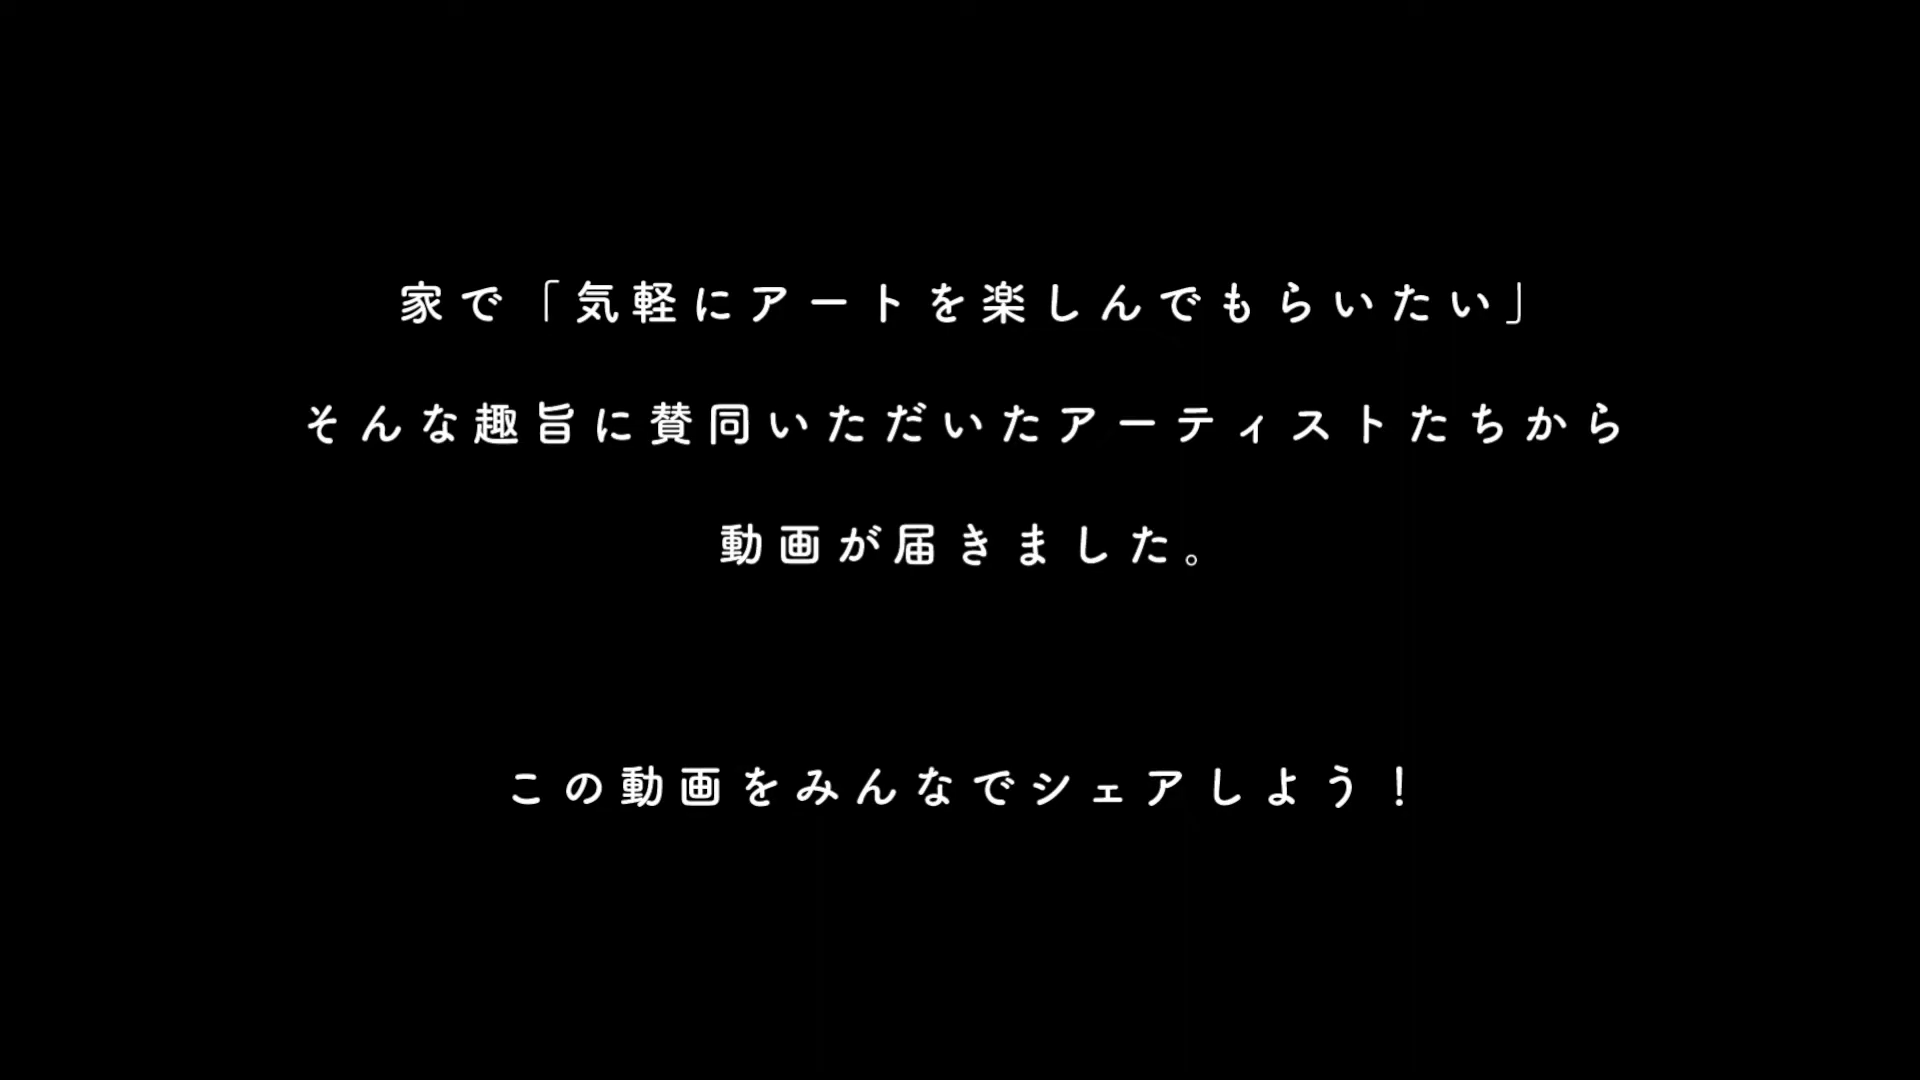 家で「気軽にアートを楽しんでもらいたい」
そんな趣旨に賛同いただいたアーティストたちから
動画が届きました。
この動画をみんなでシェアしよう！